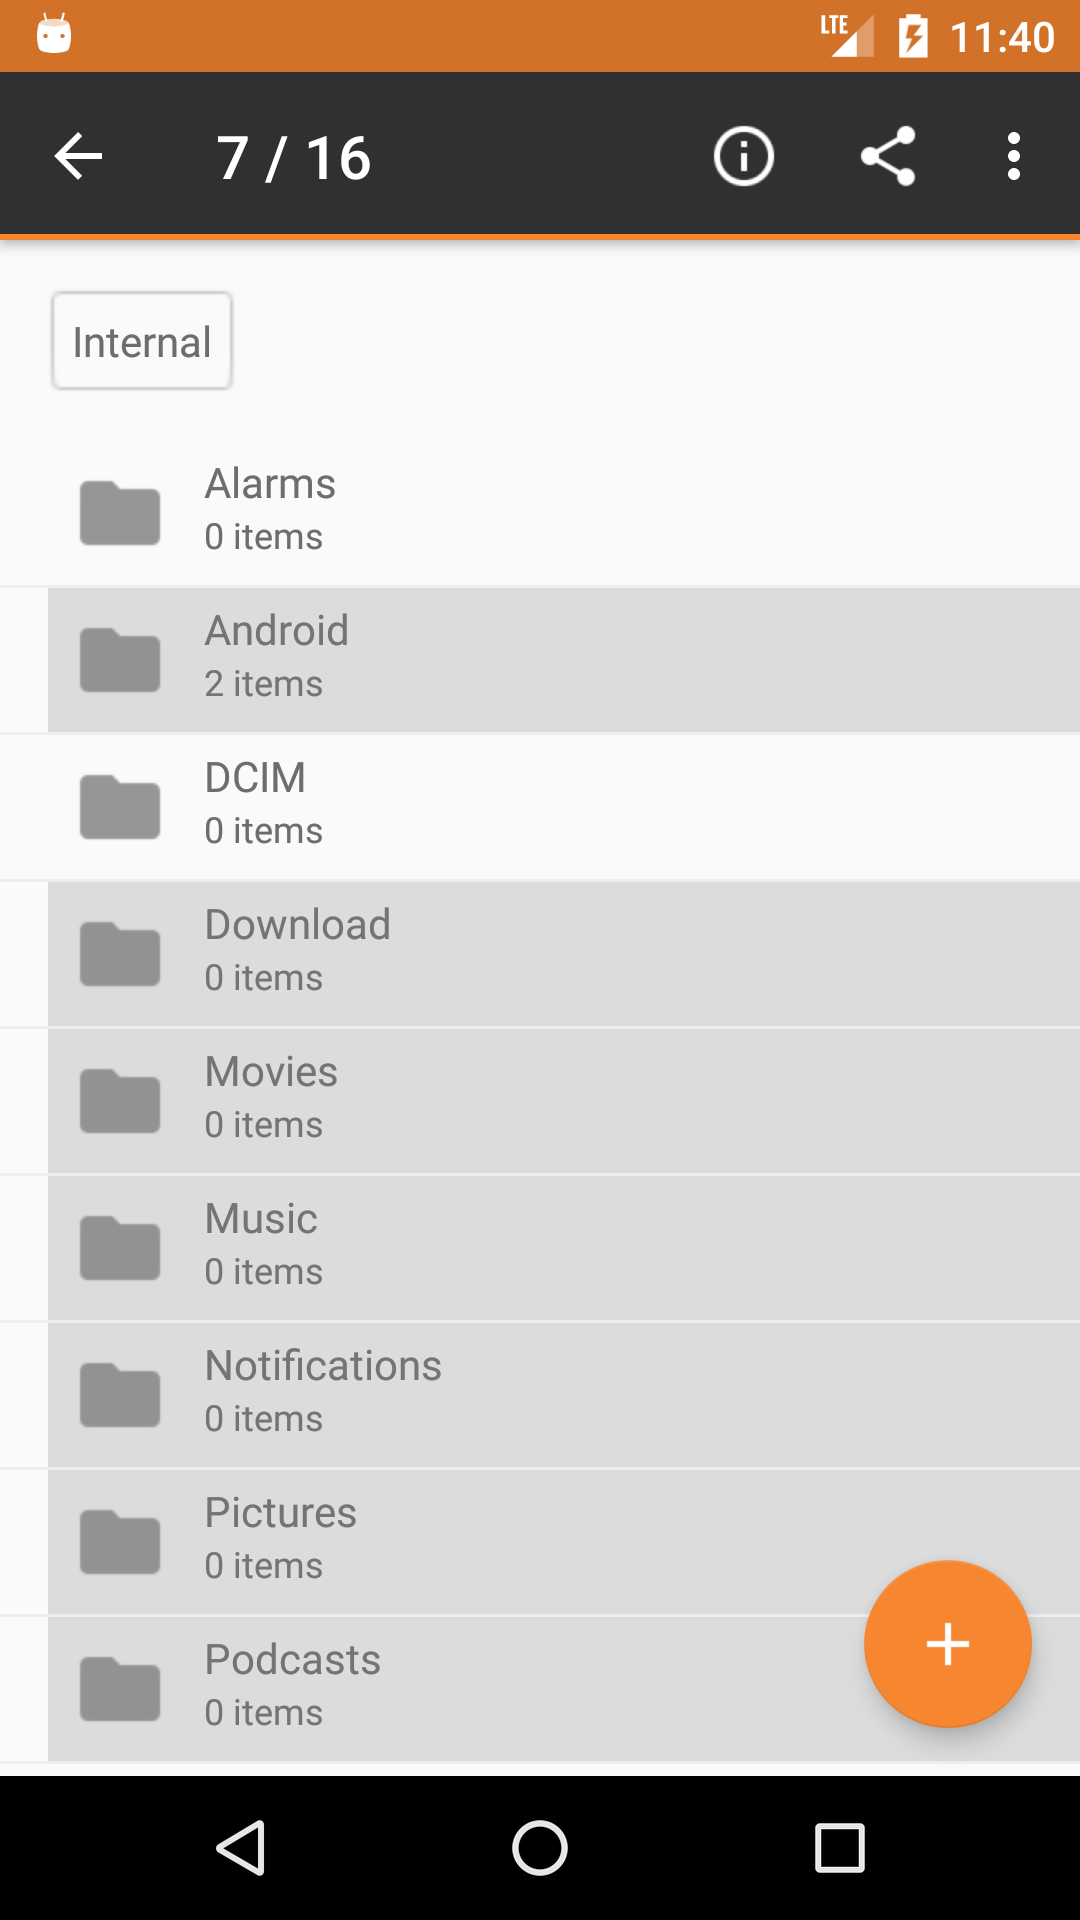 LTE 11:40
7 / 16
Internal
Alarms
0 items
Android
2 items
DCIM
0 items
Download
0 items
Movies
0 items
Music
0 items
Notifications
0 items
Pictures
0 items
Podcasts
0 items